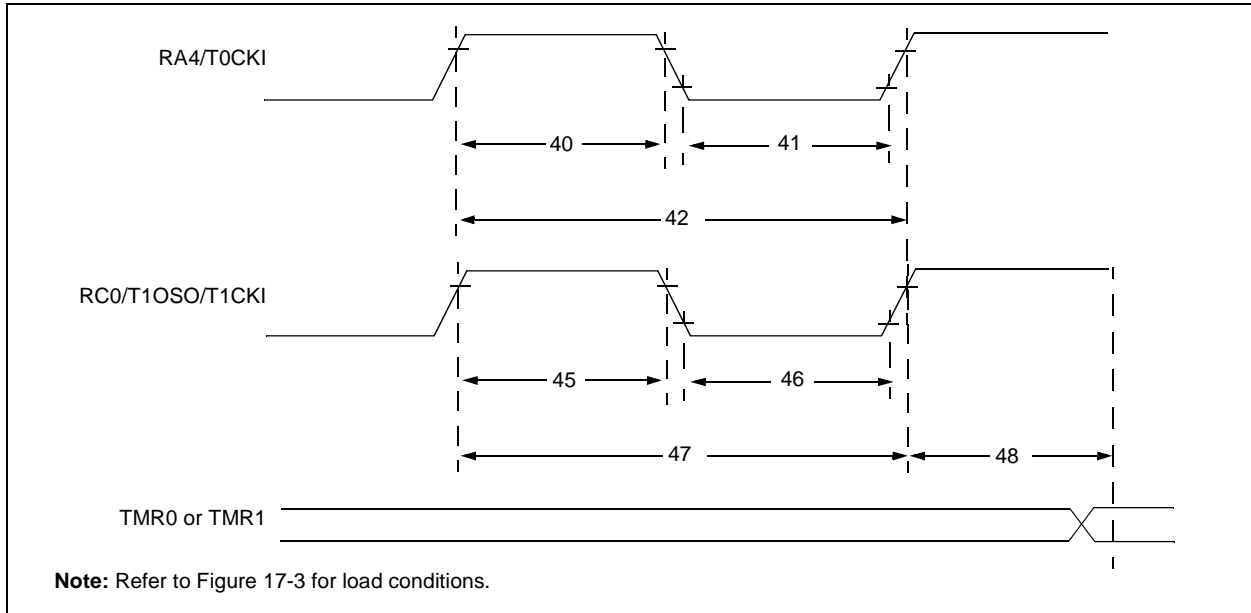 RA4/T0CKI
40
41
42
RC0/T1OSO/T1CKI
45
46
47
48
TMR0 or TMR1
Note: Refer to Figure 17-3 for load conditions.